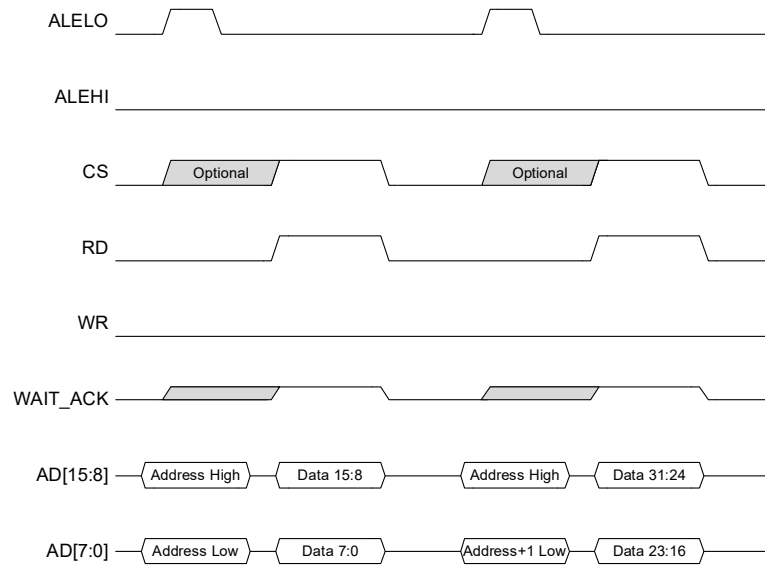 ALELO
ALEHI
CS Optional Optional
RD
WR
WAIT_ACK
AD[15:8] Address High Data 15:8 Address High Data 31:24
AD[7:0] Address Low Data 7:0 Address+1 Low Data 23:16